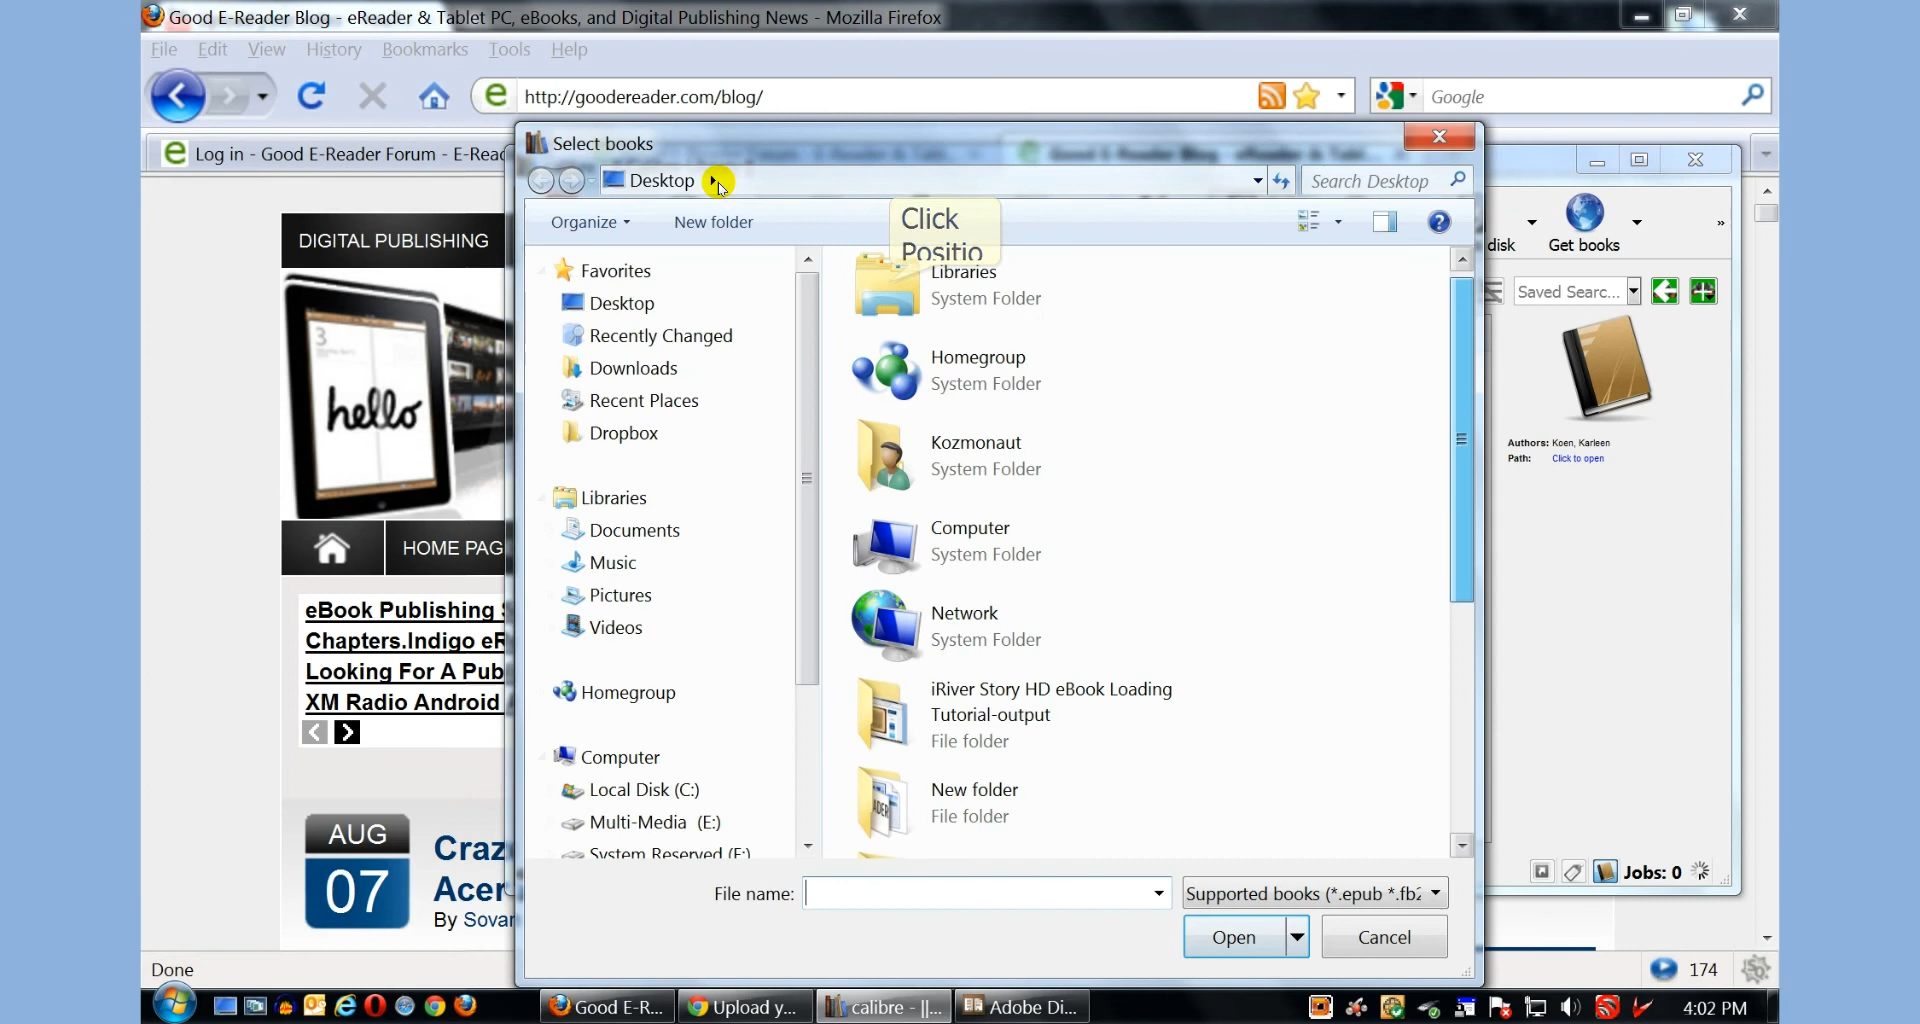 Good E-Reader Blog - eReader & Tablet PC, eBooks, and Digital Publishing News - Mozilla Firefox
File Edit View History Bookmarks Tools Help
http://goodereader.com/blog/
Google
Log in - Good E-Reader Forum - E-Reac
Select books
Desktop
Search Desktop
Organize
New folder
Click
Positio
disk
Get books
Saved Searc...
DIGITAL PUBLISHING
3
hello
HOME PAG
eBook Publishing S
Chapters.Indigo eR
Looking For A Pub
XM Radio Android
AUG
07
Craz
Acer
By Sovar
Favorites
Desktop
Recently Changed
Downloads
Recent Places
Dropbox
Libraries
Documents
Music
Pictures
Videos
Homegroup
Computer
Local Disk (C:)
Multi-Media (E:)
System Reserved (F:)
Libraries
System Folder
Homegroup
System Folder
Kozmonaut
System Folder
Computer
System Folder
Network
System Folder
iRiver Story HD eBook Loading
Tutorial-output
File folder
New folder
File folder
File name:
Supported books (*.epub *.fb2
Open
Cancel
Authors: Koen, Karleen
Path: Click to open
Jobs: 0
Done
174
Good E-R...
Upload y...
calibre - ||...
Adobe Di...
4:02 PM